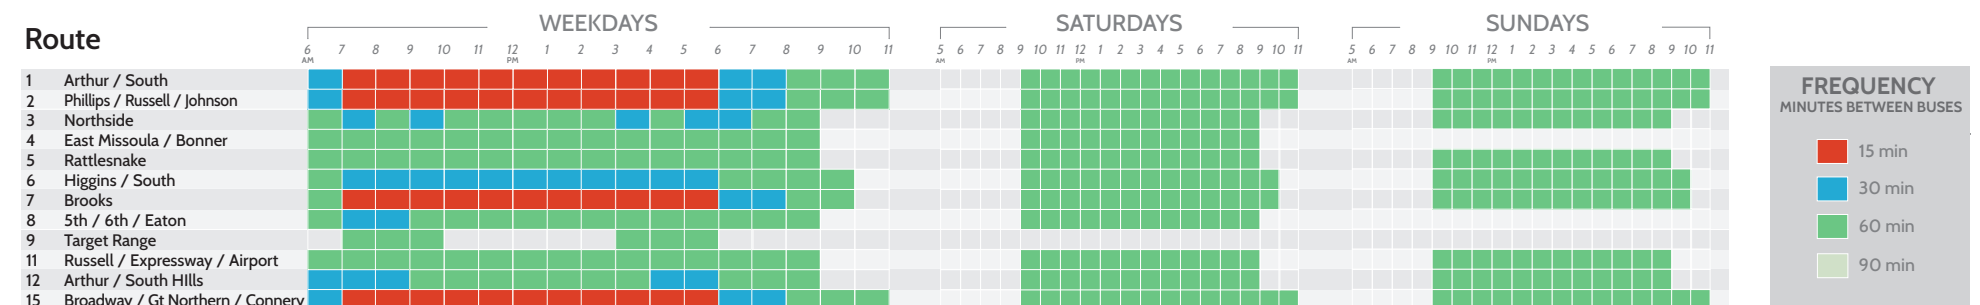 Route
WEEKDAYS
SATURDAYS
SUNDAYS
6 7 8 9 10 11 12 1 2 3 4 5 6 7 8 9 10 11
AM PM
5 6 7 8 9 10 11 12 1 2 3 4 5 6 7 8 9 10 11
AM PM
5 6 7 8 9 10 11 12 1 2 3 4 5 6 7 8 9 10 11
AM PM
1 Arthur / South
2 Phillips / Russell / Johnson
3 Northside
4 East Missoula / Bonner
5 Rattlesnake
6 Higgins / South
7 Brooks
8 5th / 6th / Eaton
9 Target Range
11 Russell / Expressway / Airport
12 Arthur / South HIlls
15 Broadway / Gt Northern / Connery
FREQUENCY
MINUTES BETWEEN BUSES
15 min
30 min
60 min
90 min